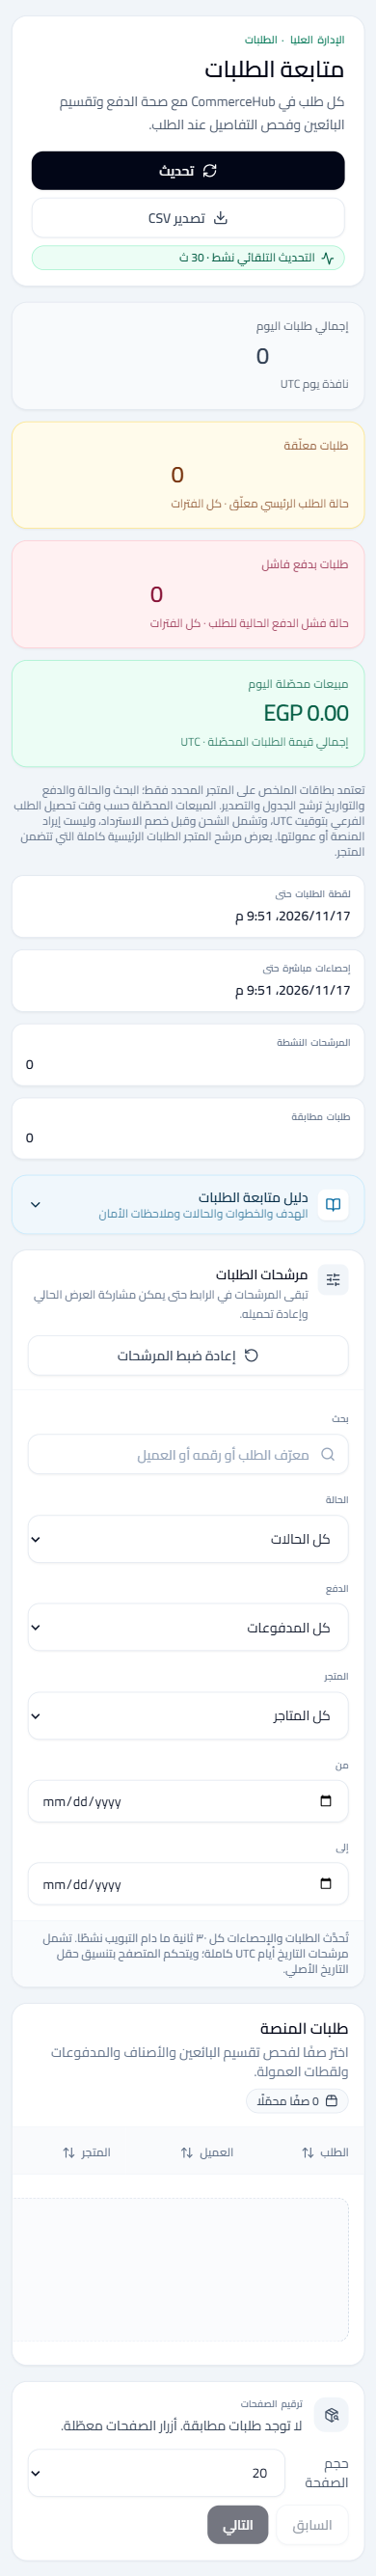 الإدارة العليا · الطلبات
متابعة الطلبات
كل طلب في CommerceHub مع صحة الدفع وتقسيم
البائعين وفحص التفاصيل عند الطلب.
تحديث
تصدير CSV
التحديث التلقائي نشط · 30 ث
إجمالي طلبات اليوم
0
نافذة يوم UTC
طلبات معلّقة
0
حالة الطلب الرئيسي معلّق · كل الفترات
طلبات بدفع فاشل
0
حالة فشل الدفع الحالية للطلب · كل الفترات
مبيعات محصّلة اليوم
EGP 0.00
إجمالي قيمة الطلبات المحصّلة · UTC
تعتمد بطاقات الملخص على المتجر المحدد فقط؛ البحث والحالة والدفع
والتواريخ ترشح الجدول والتصدير. المبيعات المحصّلة حسب وقت تحصيل الطلب
الفرعي بتوقيت UTC، وتشمل الشحن وقبل خصم الاسترداد، وليست إيراد
المنصة أو عمولتها. يعرض مرشح المتجر الطلبات الرئيسية كاملة التي تتضمن
المتجر.
لقطة الطلبات حتى
2026/11/17، 9:51 م
إحصاءات مباشرة حتى
2026/11/17، 9:51 م
المرشحات النشطة
0
طلبات مطابقة
0
دليل متابعة الطلبات
الهدف والخطوات والحالات وملاحظات الأمان
مرشحات الطلبات
تبقى المرشحات في الرابط حتى يمكن مشاركة العرض الحالي
وإعادة تحميله.
إعادة ضبط المرشحات
بحث
معرّف الطلب أو رقمه أو العميل
الحالة
كل الحالات
الدفع
كل المدفوعات
المتجر
كل المتاجر
من
mm/dd/yyyy
إلى
mm/dd/yyyy
تُحدَّث الطلبات والإحصاءات كل ٣٠ ثانية ما دام التبويب نشطًا. تشمل
مرشحات التاريخ أيام UTC كاملة؛ ويتحكم المتصفح بتنسيق حقل
التاريخ الأصلي.
طلبات المنصة
اختر صفًا لفحص تقسيم البائعين والأصناف والمدفوعات
ولقطات العمولة.
0 صفًا محمّلًا
الطلب
العميل
المتجر
ترقيم الصفحات
لا توجد طلبات مطابقة. أزرار الصفحات معطّلة.
حجم
الصفحة
20
السابق
التالي